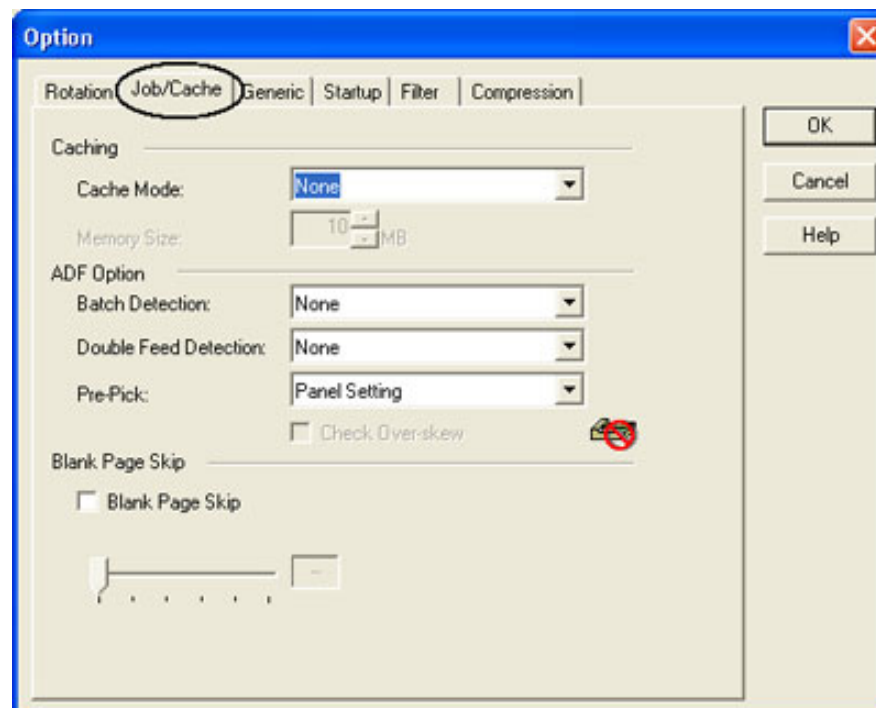 Option
Rotation Job/Cache Generic Startup Filter Compression
OK
Caching
Cache Mode: None
Cancel
Memory Size: 10 MB
Help
ADF Option
Batch Detection: None
Double Feed Detection: None
Pre-Pick: Panel Setting
Check Over-skew
Blank Page Skip
Blank Page Skip
--